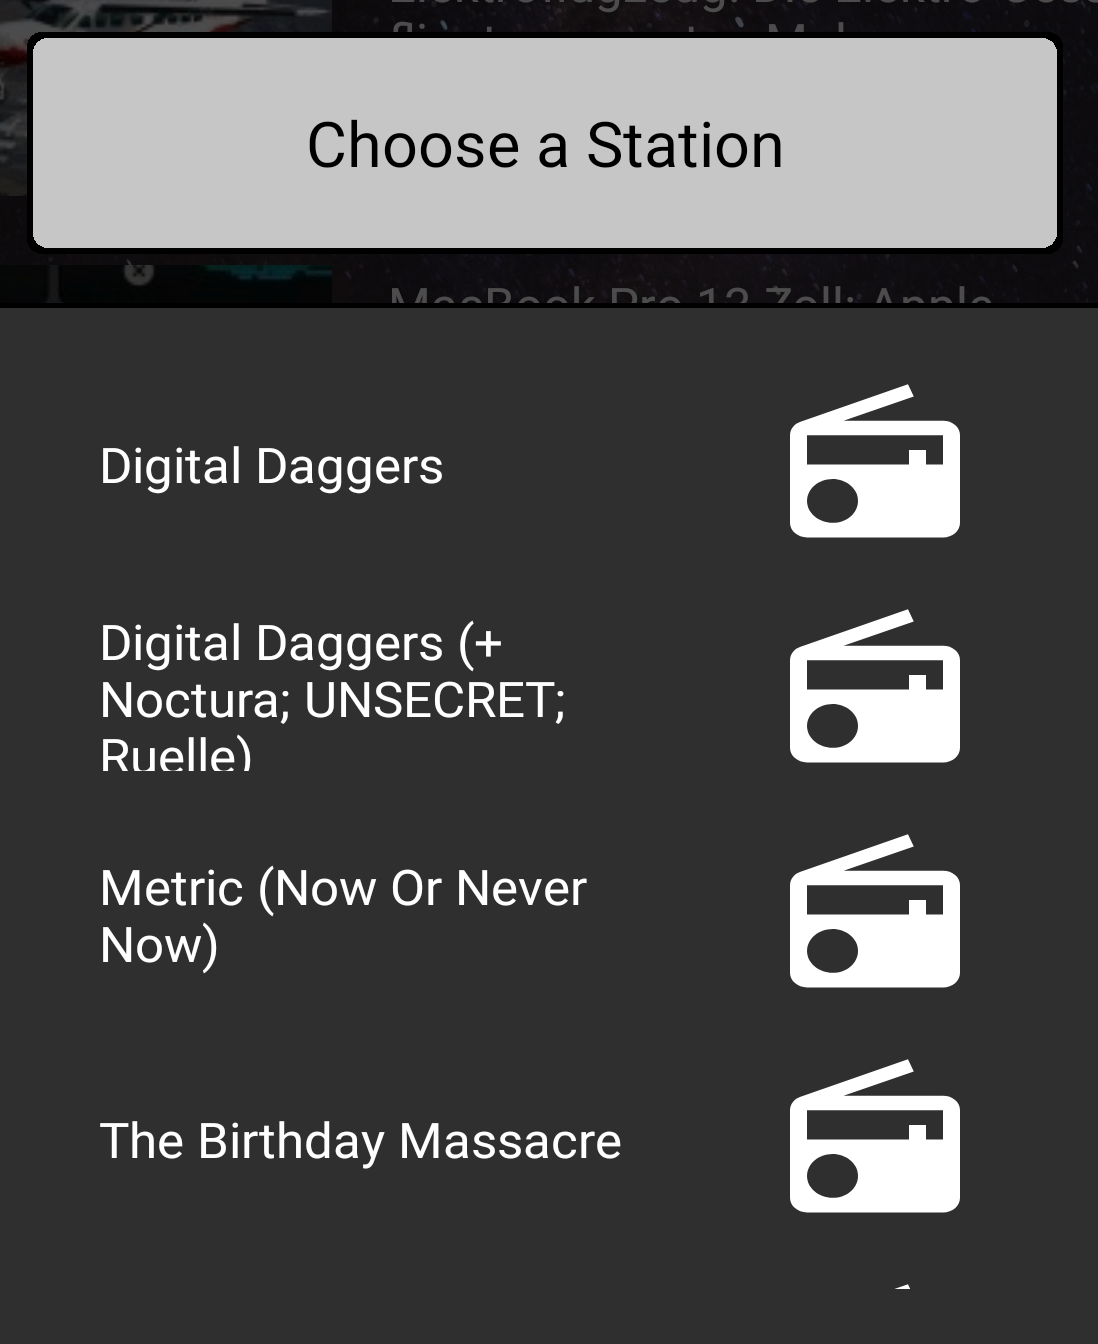 Choose a Station
MacBook Pro 13 Zoll: Apple
Digital Daggers
Digital Daggers (+
Noctura; UNSECRET;
Ruelle)
Metric (Now Or Never
Now)
The Birthday Massacre